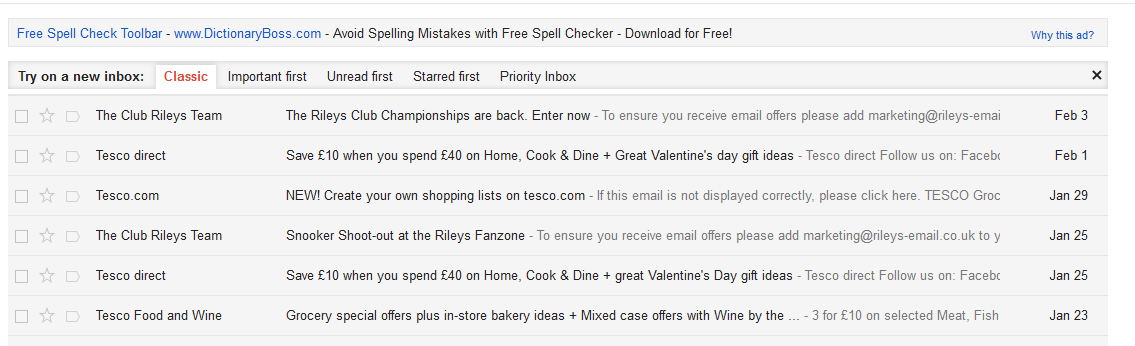 Free Spell Check Toolbar - www.DictionaryBoss.com - Avoid Spelling Mistakes with Free Spell Checker - Download for Free! Why this ad?
Try on a new inbox: Classic Important first Unread first Starred first Priority Inbox ×
The Club Rileys Team The Rileys Club Championships are back. Enter now - To ensure you receive email offers please add marketing@rileys-emai Feb 3
Tesco direct Save £10 when you spend £40 on Home, Cook & Dine + Great Valentine's day gift ideas - Tesco direct Follow us on: Facebo Feb 1
Tesco.com NEW! Create your own shopping lists on tesco.com - If this email is not displayed correctly, please click here. TESCO Groc Jan 29
The Club Rileys Team Snooker Shoot-out at the Rileys Fanzone - To ensure you receive email offers please add marketing@rileys-email.co.uk to y Jan 25
Tesco direct Save £10 when you spend £40 on Home, Cook & Dine + great Valentine's Day gift ideas - Tesco direct Follow us on: Facebo Jan 25
Tesco Food and Wine Grocery special offers plus in-store bakery ideas + Mixed case offers with Wine by the ... - 3 for £10 on selected Meat, Fish Jan 23